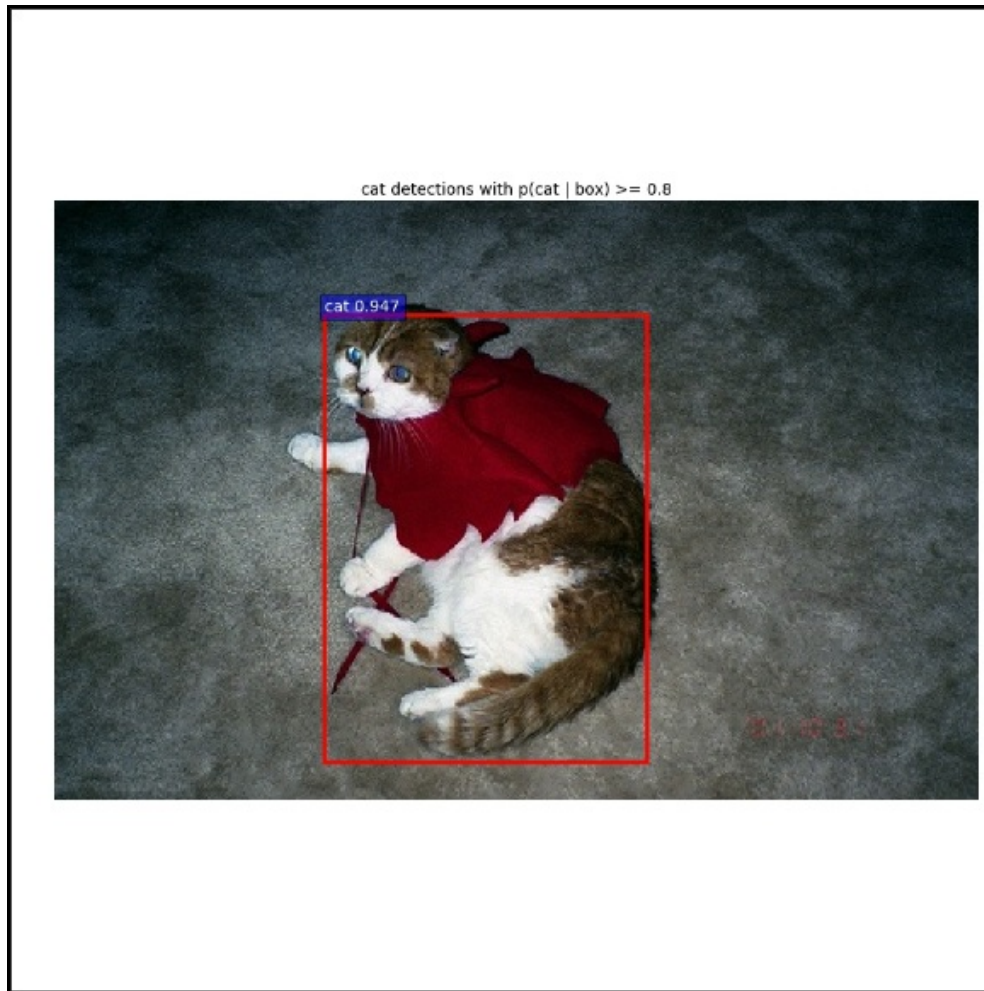 cat detections with p(cat | box) >= 0.8
cat 0.947